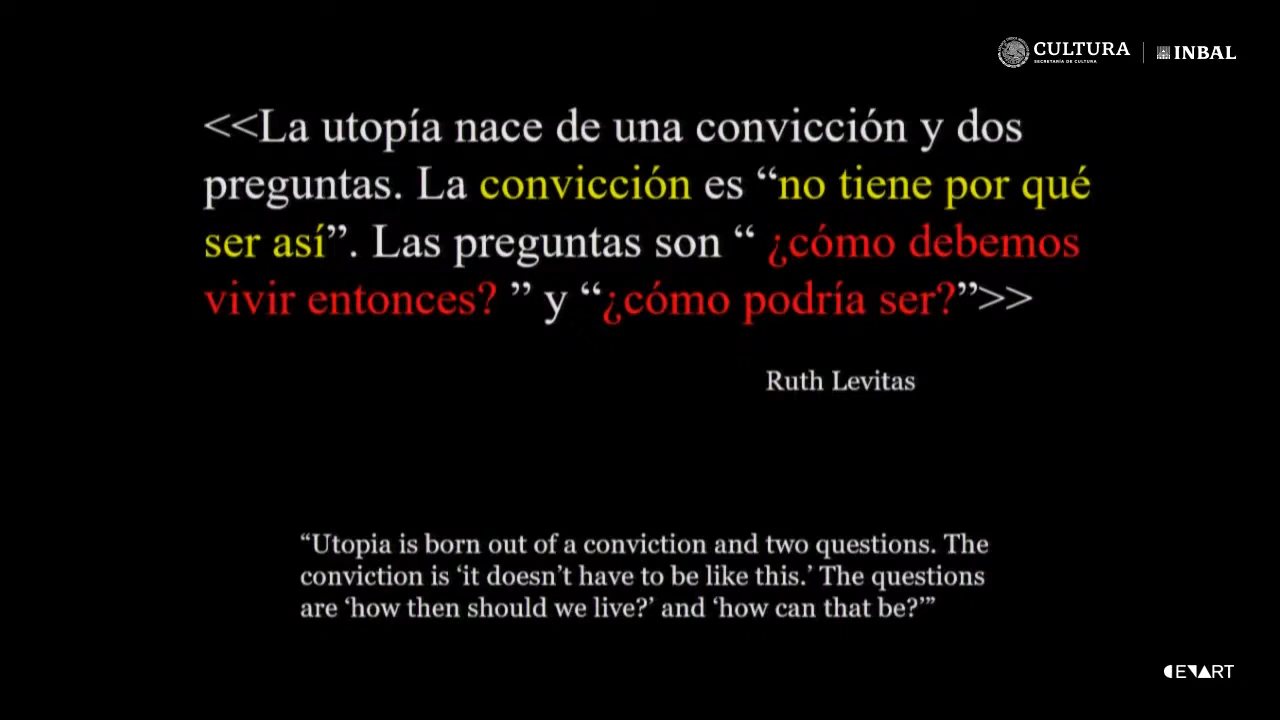 CULTURA
SECRETARÍA DE CULTURA
INBAL
<<La utopía nace de una convicción y dos
preguntas. La convicción es “no tiene por qué
ser así”. Las preguntas son “ ¿cómo debemos
vivir entonces? ” y “¿cómo podría ser?”>>
Ruth Levitas
“Utopia is born out of a conviction and two questions. The
conviction is ‘it doesn’t have to be like this.’ The questions
are ‘how then should we live?’ and ‘how can that be?’”
CENART